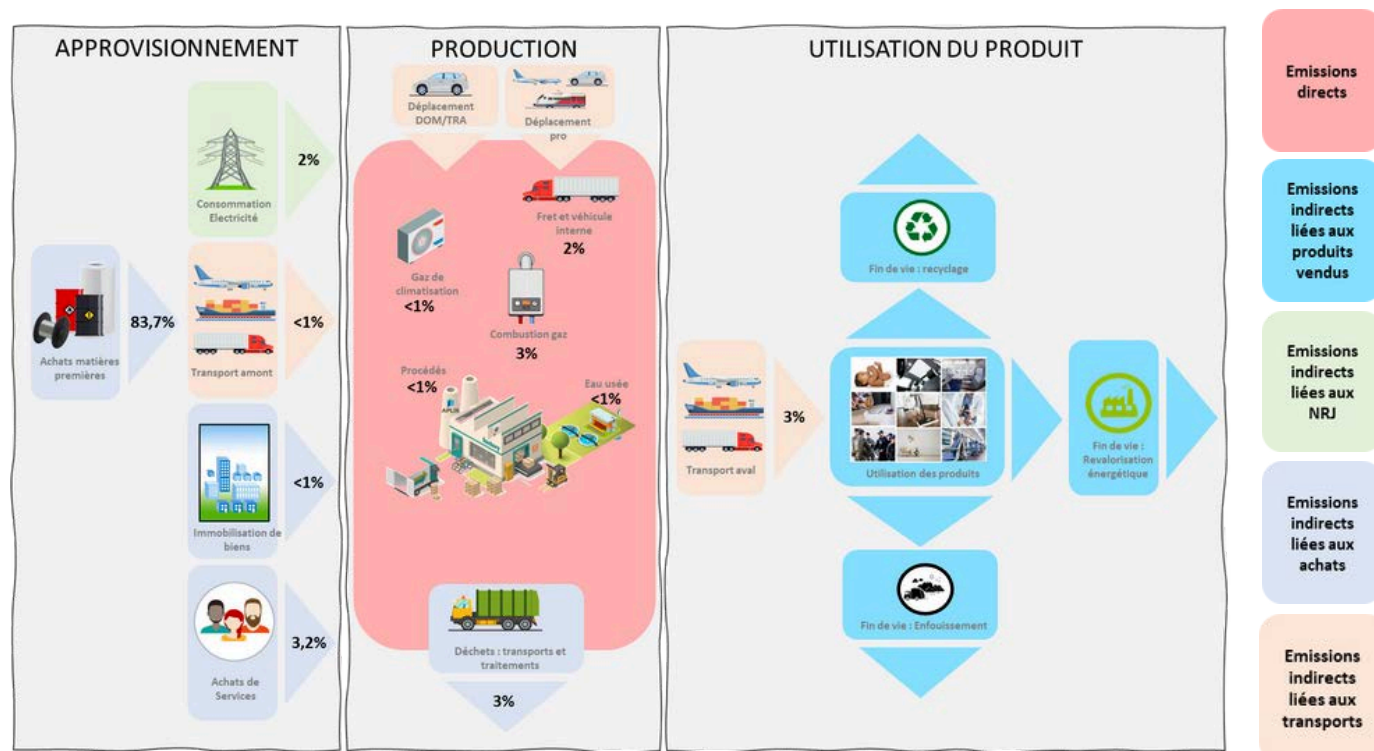 APPROVISIONNEMENT
Consommation
Electricité
2%
Achats matières
premières
83,7%
Transport amont
<1%
Immobilisation de
biens
<1%
Achats de
Services
3,2%
PRODUCTION
Déplacement
DOM/TRA
Déplacement
pro
Fret et véhicule
interne
2%
Gaz de
climatisation
<1%
Combustion gaz
3%
Procédés
<1%
Eau usée
<1%
Déchets : transports et
traitements
3%
UTILISATION DU PRODUIT
Fin de vie : recyclage
Transport aval
3%
Utilisation des produits
Fin de vie :
Revalorisation
énergétique
Fin de vie : Enfouissement
Emissions
directs
Emissions
indirects
liées aux
produits
vendus
Emissions
indirects
liées aux
NRJ
Emissions
indirects
liées aux
achats
Emissions
indirects
liées aux
transports